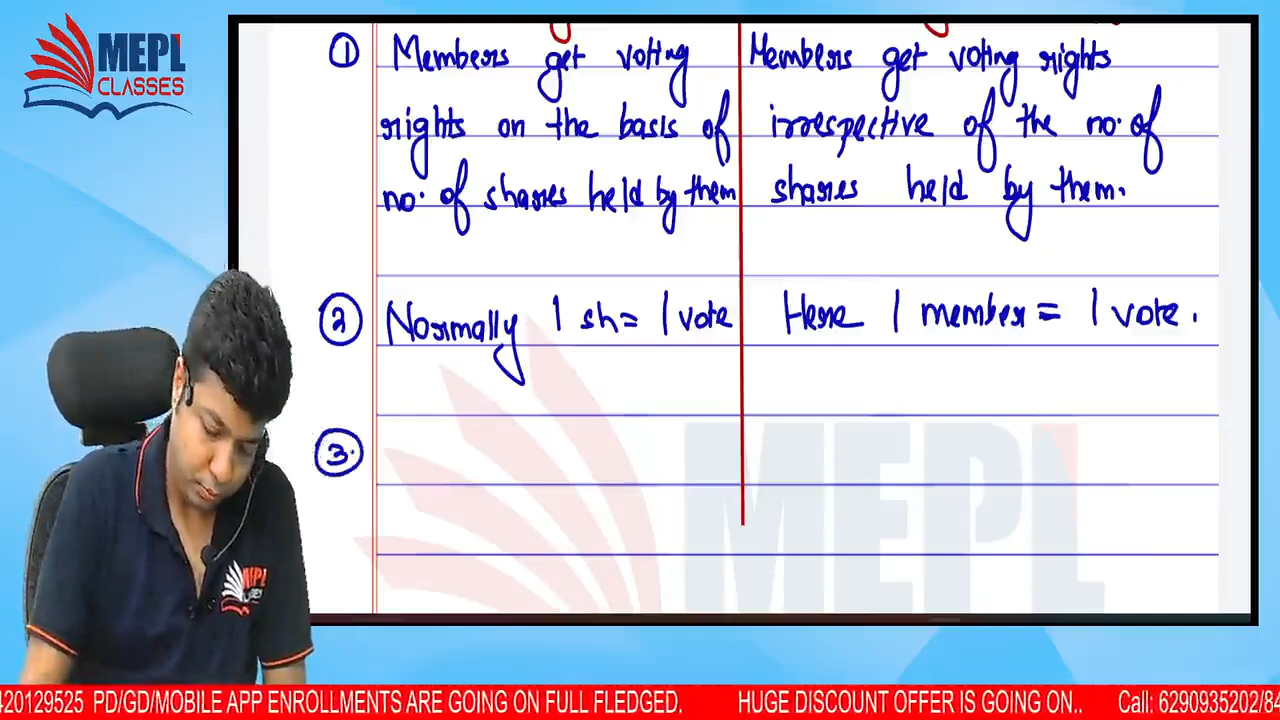 MEPL
CLASSES
① Members get voting
rights on the basis of
no. of shares held by them
Members get voting rights
irrespective of the no. of
shares held by them.
② Normally 1 sh = 1 vote
Here 1 member = 1 vote.
③.
MEPL
MEPL
420129525 PD/GD/MOBILE APP ENROLLMENTS ARE GOING ON FULL FLEDGED. HUGE DISCOUNT OFFER IS GOING ON.. Call: 6290935202/84